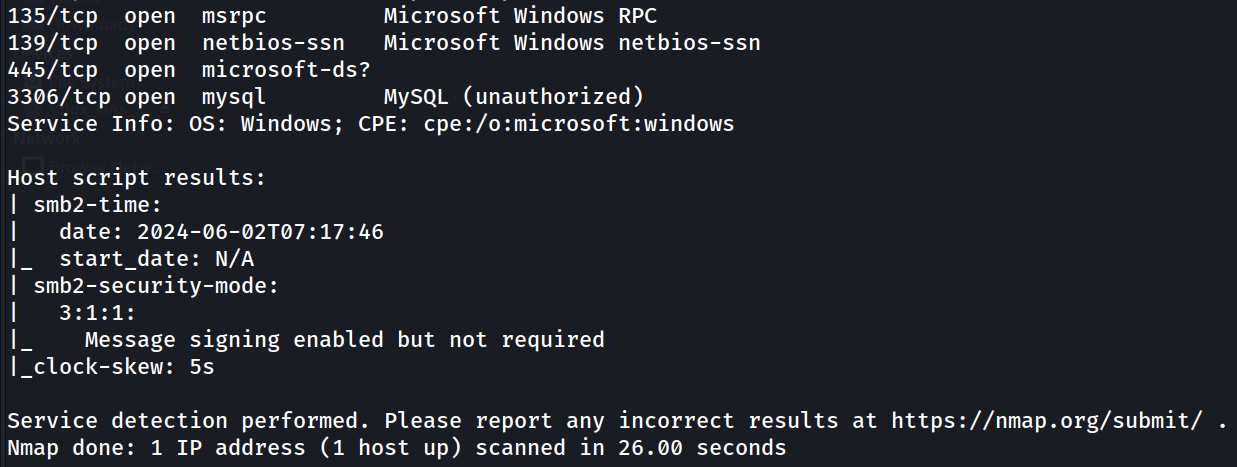 135/tcp  open  msrpc         Microsoft Windows RPC
139/tcp  open  netbios-ssn   Microsoft Windows netbios-ssn
445/tcp  open  microsoft-ds?
3306/tcp open  mysql         MySQL (unauthorized)
Service Info: OS: Windows; CPE: cpe:/o:microsoft:windows
Network
Host script results:
| smb2-time:
|   date: 2024-06-02T07:17:46
|_  start_date: N/A
| smb2-security-mode:
|   3:1:1:
|_    Message signing enabled but not required
|_clock-skew: 5s
Service detection performed. Please report any incorrect results at https://nmap.org/submit/ .
Nmap done: 1 IP address (1 host up) scanned in 26.00 seconds